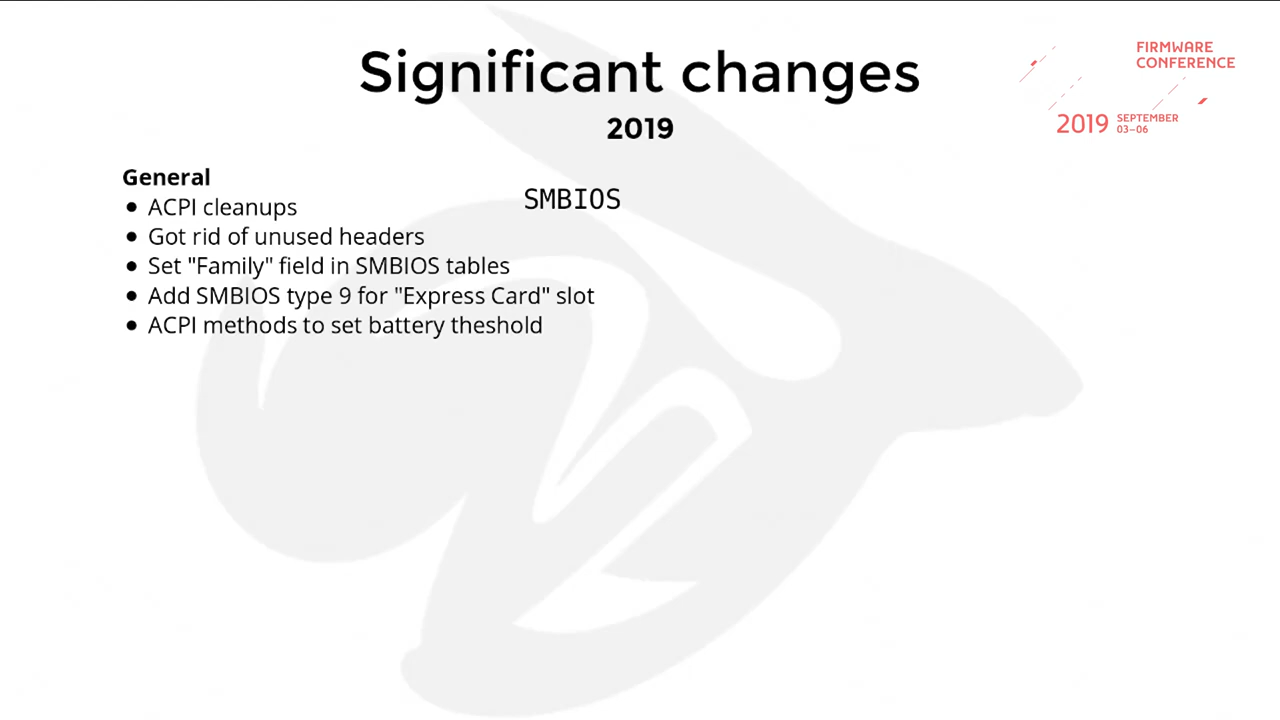 Significant changes
2019
FIRMWARE
CONFERENCE
2019 SEPTEMBER
03–06
General
SMBIOS
• ACPI cleanups
• Got rid of unused headers
• Set "Family" field in SMBIOS tables
• Add SMBIOS type 9 for "Express Card" slot
• ACPI methods to set battery theshold